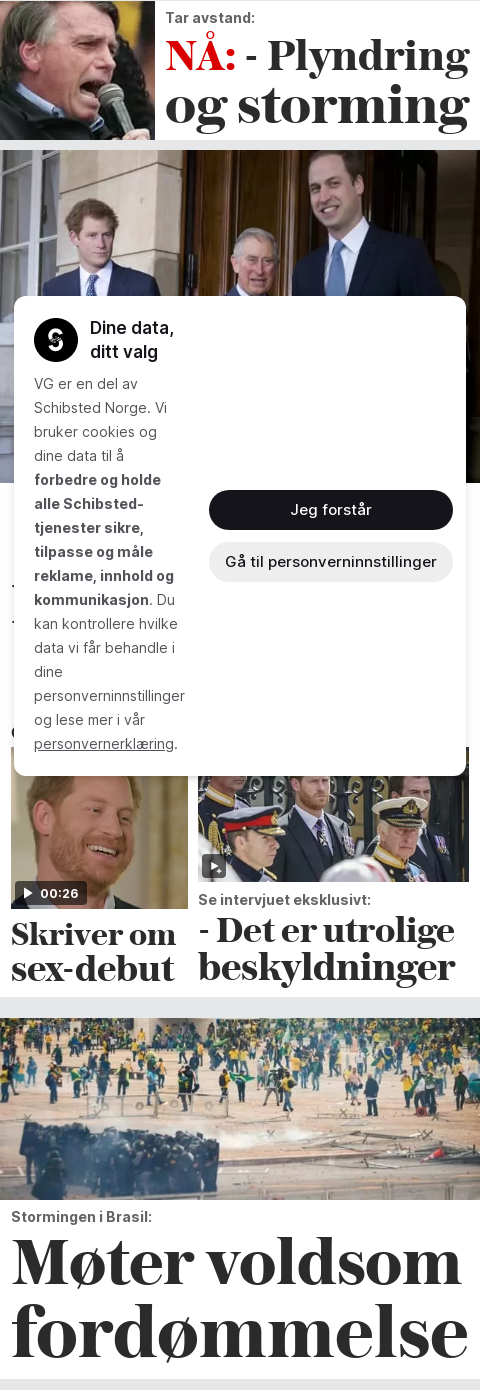 Tar avstand:
NÅ: - Plyndring
og storming
Dine data,
ditt valg
VG er en del av
Schibsted Norge. Vi
bruker cookies og
dine data til å
forbedre og holde
alle Schibsted-
tjenester sikre,
tilpasse og måle
reklame, innhold og
kommunikasjon. Du
kan kontrollere hvilke
data vi får behandle i
dine
personverninnstillinger
og lese mer i vår
personvernerklæring.
Jeg forstår
Gå til personverninnstillinger
00:26
Skriver om
sex-debut
Se intervjuet eksklusivt:
- Det er utrolige
beskyldninger
Stormingen i Brasil:
Møter voldsom
fordømmelse